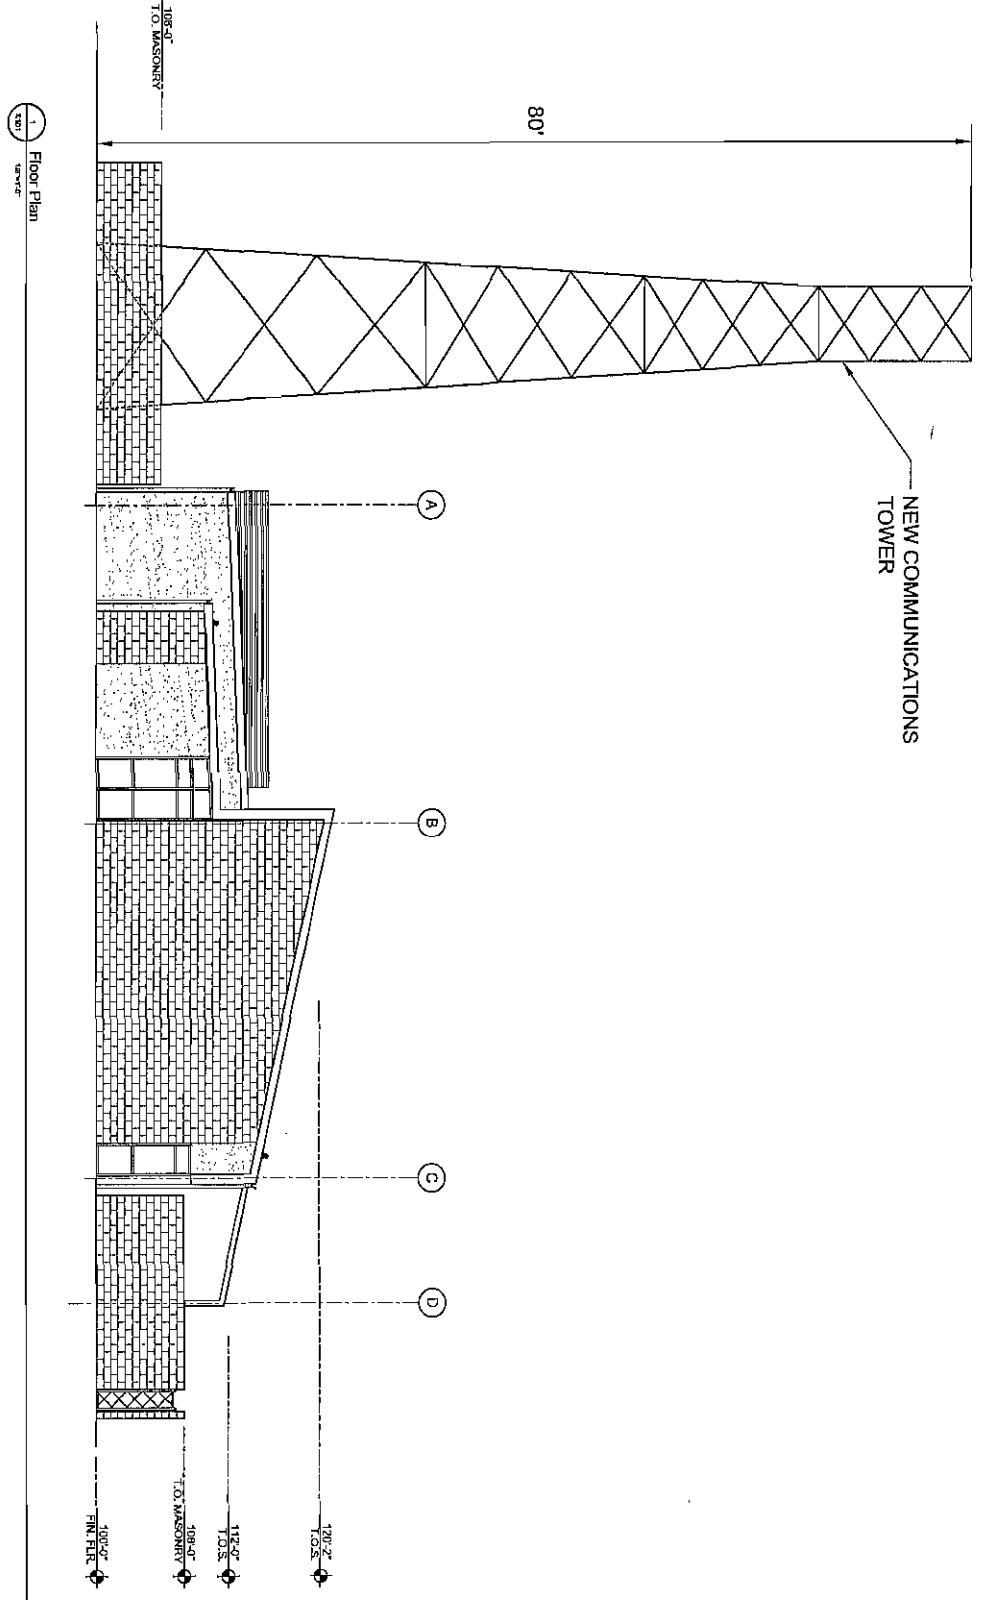 NEW COMMUNICATIONS
TOWER
80'
A
B
C
D
120'-2"
T.O.S.
112'-0"
T.O.S.
108'-0"
T.O. MASONRY
106'-0"
T.O. MASONRY
100'-0"
FIN. FLR.
1
Floor Plan